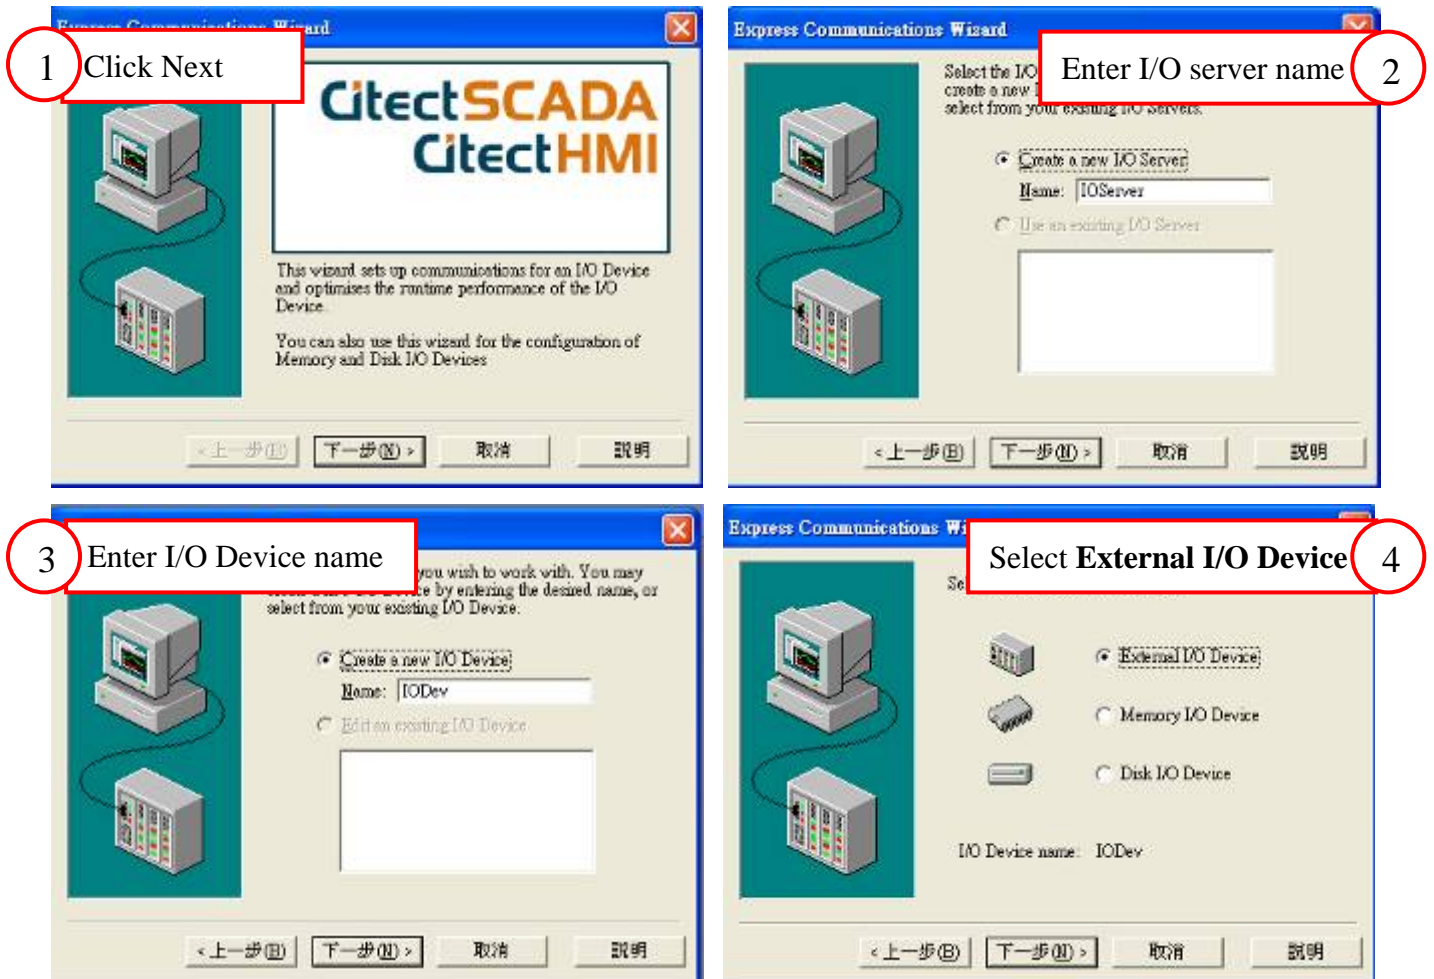 Express Communications Wizard
1 Click Next
CitectSCADA
CitectHMI
This wizard sets up communications for an I/O Device
and optimises the runtime performance of the I/O
Device.
You can also use this wizard for the configuration of
Memory and Disk I/O Devices
<上一步(B) 下一步(N)> 取消 説明
Express Communications Wizard
Enter I/O server name 2
Select the I/O
create a new
select from your existing I/O Servers.
Create a new I/O Server
Name: IOServer
Use an existing I/O Server
<上一步(B) 下一步(N)> 取消 説明
3 Enter I/O Device name
you wish to work with. You may
by entering the desired name, or
select from your existing I/O Device.
Create a new I/O Device
Name: IODev
Edit an existing I/O Device
<上一步(B) 下一步(N)> 取消 説明
Express Communications
Select External I/O Device 4
External I/O Device
Memory I/O Device
Disk I/O Device
I/O Device name: IODev
<上一步(B) 下一步(N)> 取消 説明